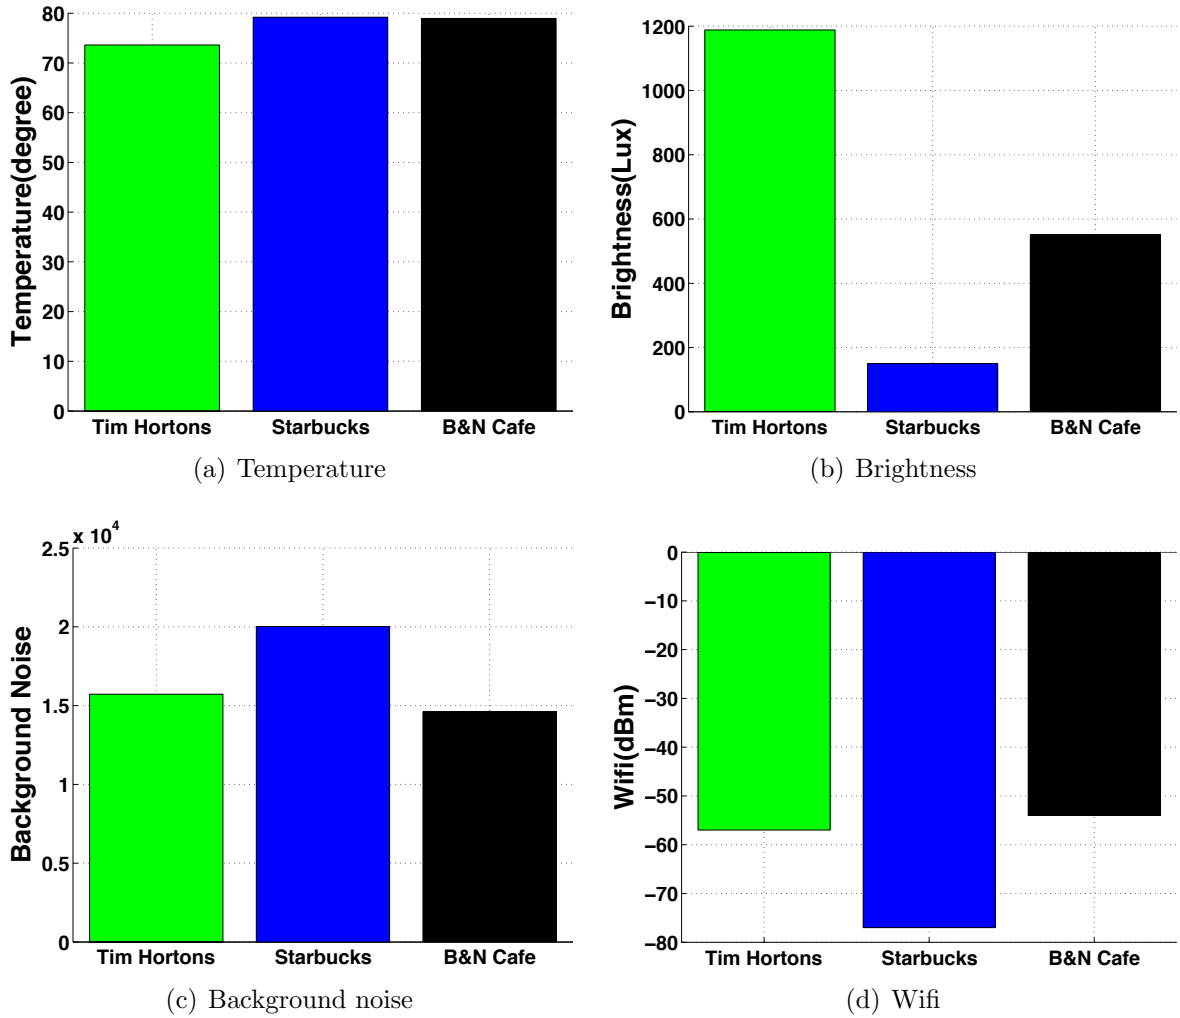 80
70
60
50
40
30
20
10
0
Temperature(degree)
Tim Hortons Starbucks B&N Cafe
(a) Temperature
1200
1000
800
600
400
200
0
Brightness(Lux)
Tim Hortons Starbucks B&N Cafe
(b) Brightness
x 10^4
2.5
2
1.5
1
0.5
0
Background Noise
Tim Hortons Starbucks B&N Cafe
(c) Background noise
0
−10
−20
−30
−40
−50
−60
−70
−80
Wifi(dBm)
Tim Hortons Starbucks B&N Cafe
(d) Wifi